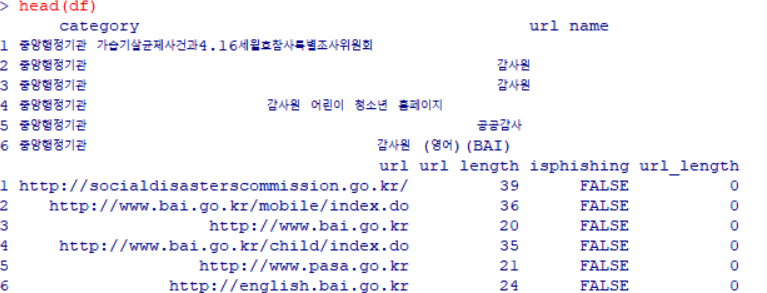 > head(df)
category url name
1 중앙행정기관 가습기살균제사건과4.16세월호참사특별조사위원회
2 중앙행정기관 감사원
3 중앙행정기관 감사원
4 중앙행정기관 감사원 어린이 청소년 홈페이지
5 중앙행정기관 공공감사
6 중앙행정기관 감사원 (영어)(BAI)
url url length isphishing url_length
1 http://socialdisasterscommission.go.kr/ 39 FALSE 0
2 http://www.bai.go.kr/mobile/index.do 36 FALSE 0
3 http://www.bai.go.kr 20 FALSE 0
4 http://www.bai.go.kr/child/index.do 35 FALSE 0
5 http://www.pasa.go.kr 21 FALSE 0
6 http://english.bai.go.kr 24 FALSE 0